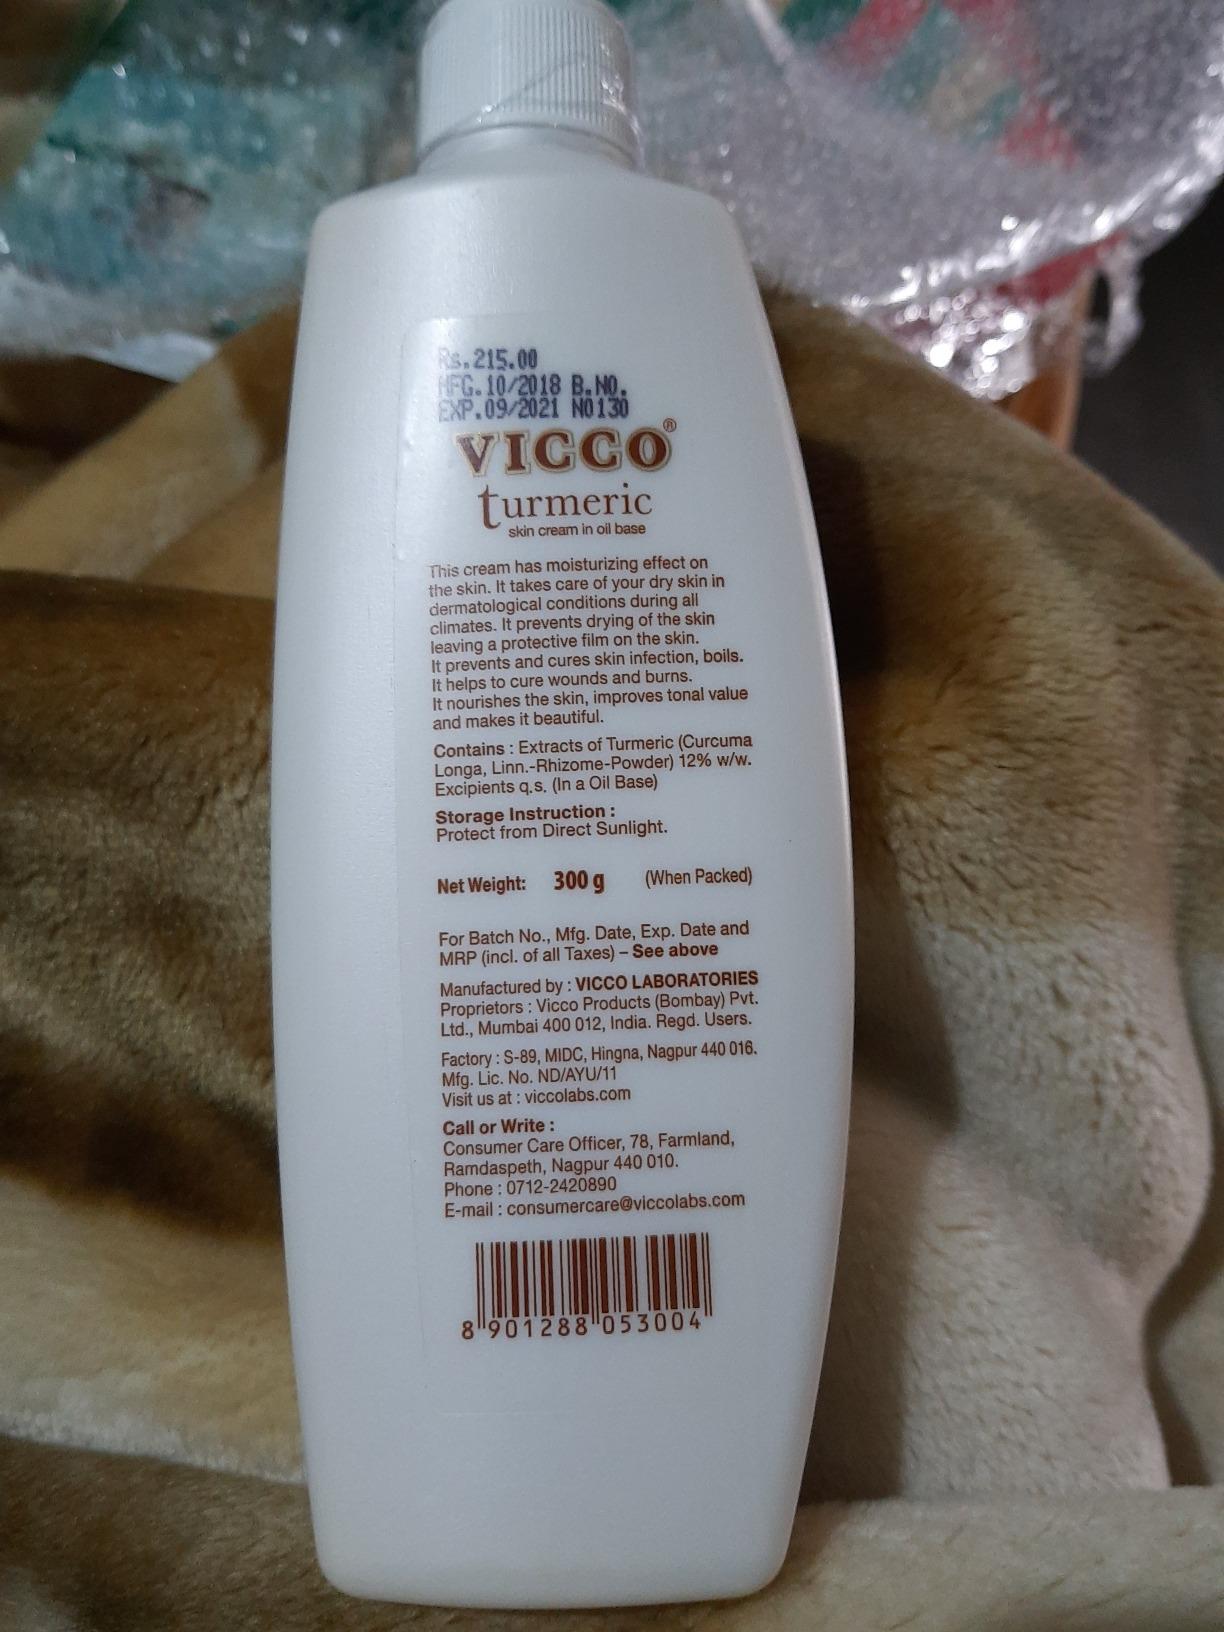 Rs.215.00
MFG.10/2018 B.NO.
EXP.09/2021 N0130
VICCO®
turmeric
skin cream in oil base
This cream has moisturizing effect on
the skin. It takes care of your dry skin in
dermatological conditions during all
climates. It prevents drying of the skin
leaving a protective film on the skin.
It prevents and cures skin infection, boils.
It helps to cure wounds and burns.
It nourishes the skin, improves tonal value
and makes it beautiful.
Contains : Extracts of Turmeric (Curcuma
Longa, Linn.-Rhizome-Powder) 12% w/w.
Excipients q.s. (In a Oil Base)
Storage Instruction :
Protect from Direct Sunlight.
Net Weight: 300 g (When Packed)
For Batch No., Mfg. Date, Exp. Date and
MRP (incl. of all Taxes) – See above
Manufactured by : VICCO LABORATORIES
Proprietors : Vicco Products (Bombay) Pvt.
Ltd., Mumbai 400 012, India. Regd. Users.
Factory : S-89, MIDC, Hingna, Nagpur 440 016.
Mfg. Lic. No. ND/AYU/11
Visit us at : viccolabs.com
Call or Write :
Consumer Care Officer, 78, Farmland,
Ramdaspeth, Nagpur 440 010.
Phone : 0712-2420890
E-mail : consumercare@viccolabs.com
8 901288 053004